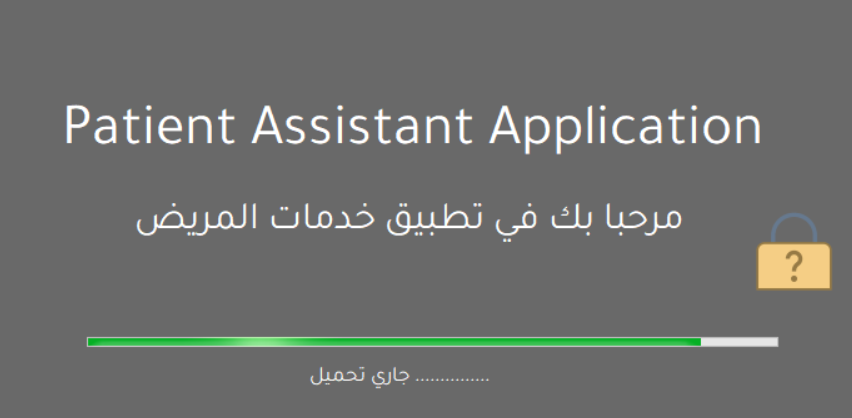 Patient Assistant Application
مرحبا بك في تطبيق خدمات المريض
?
جاري تحميل ...............